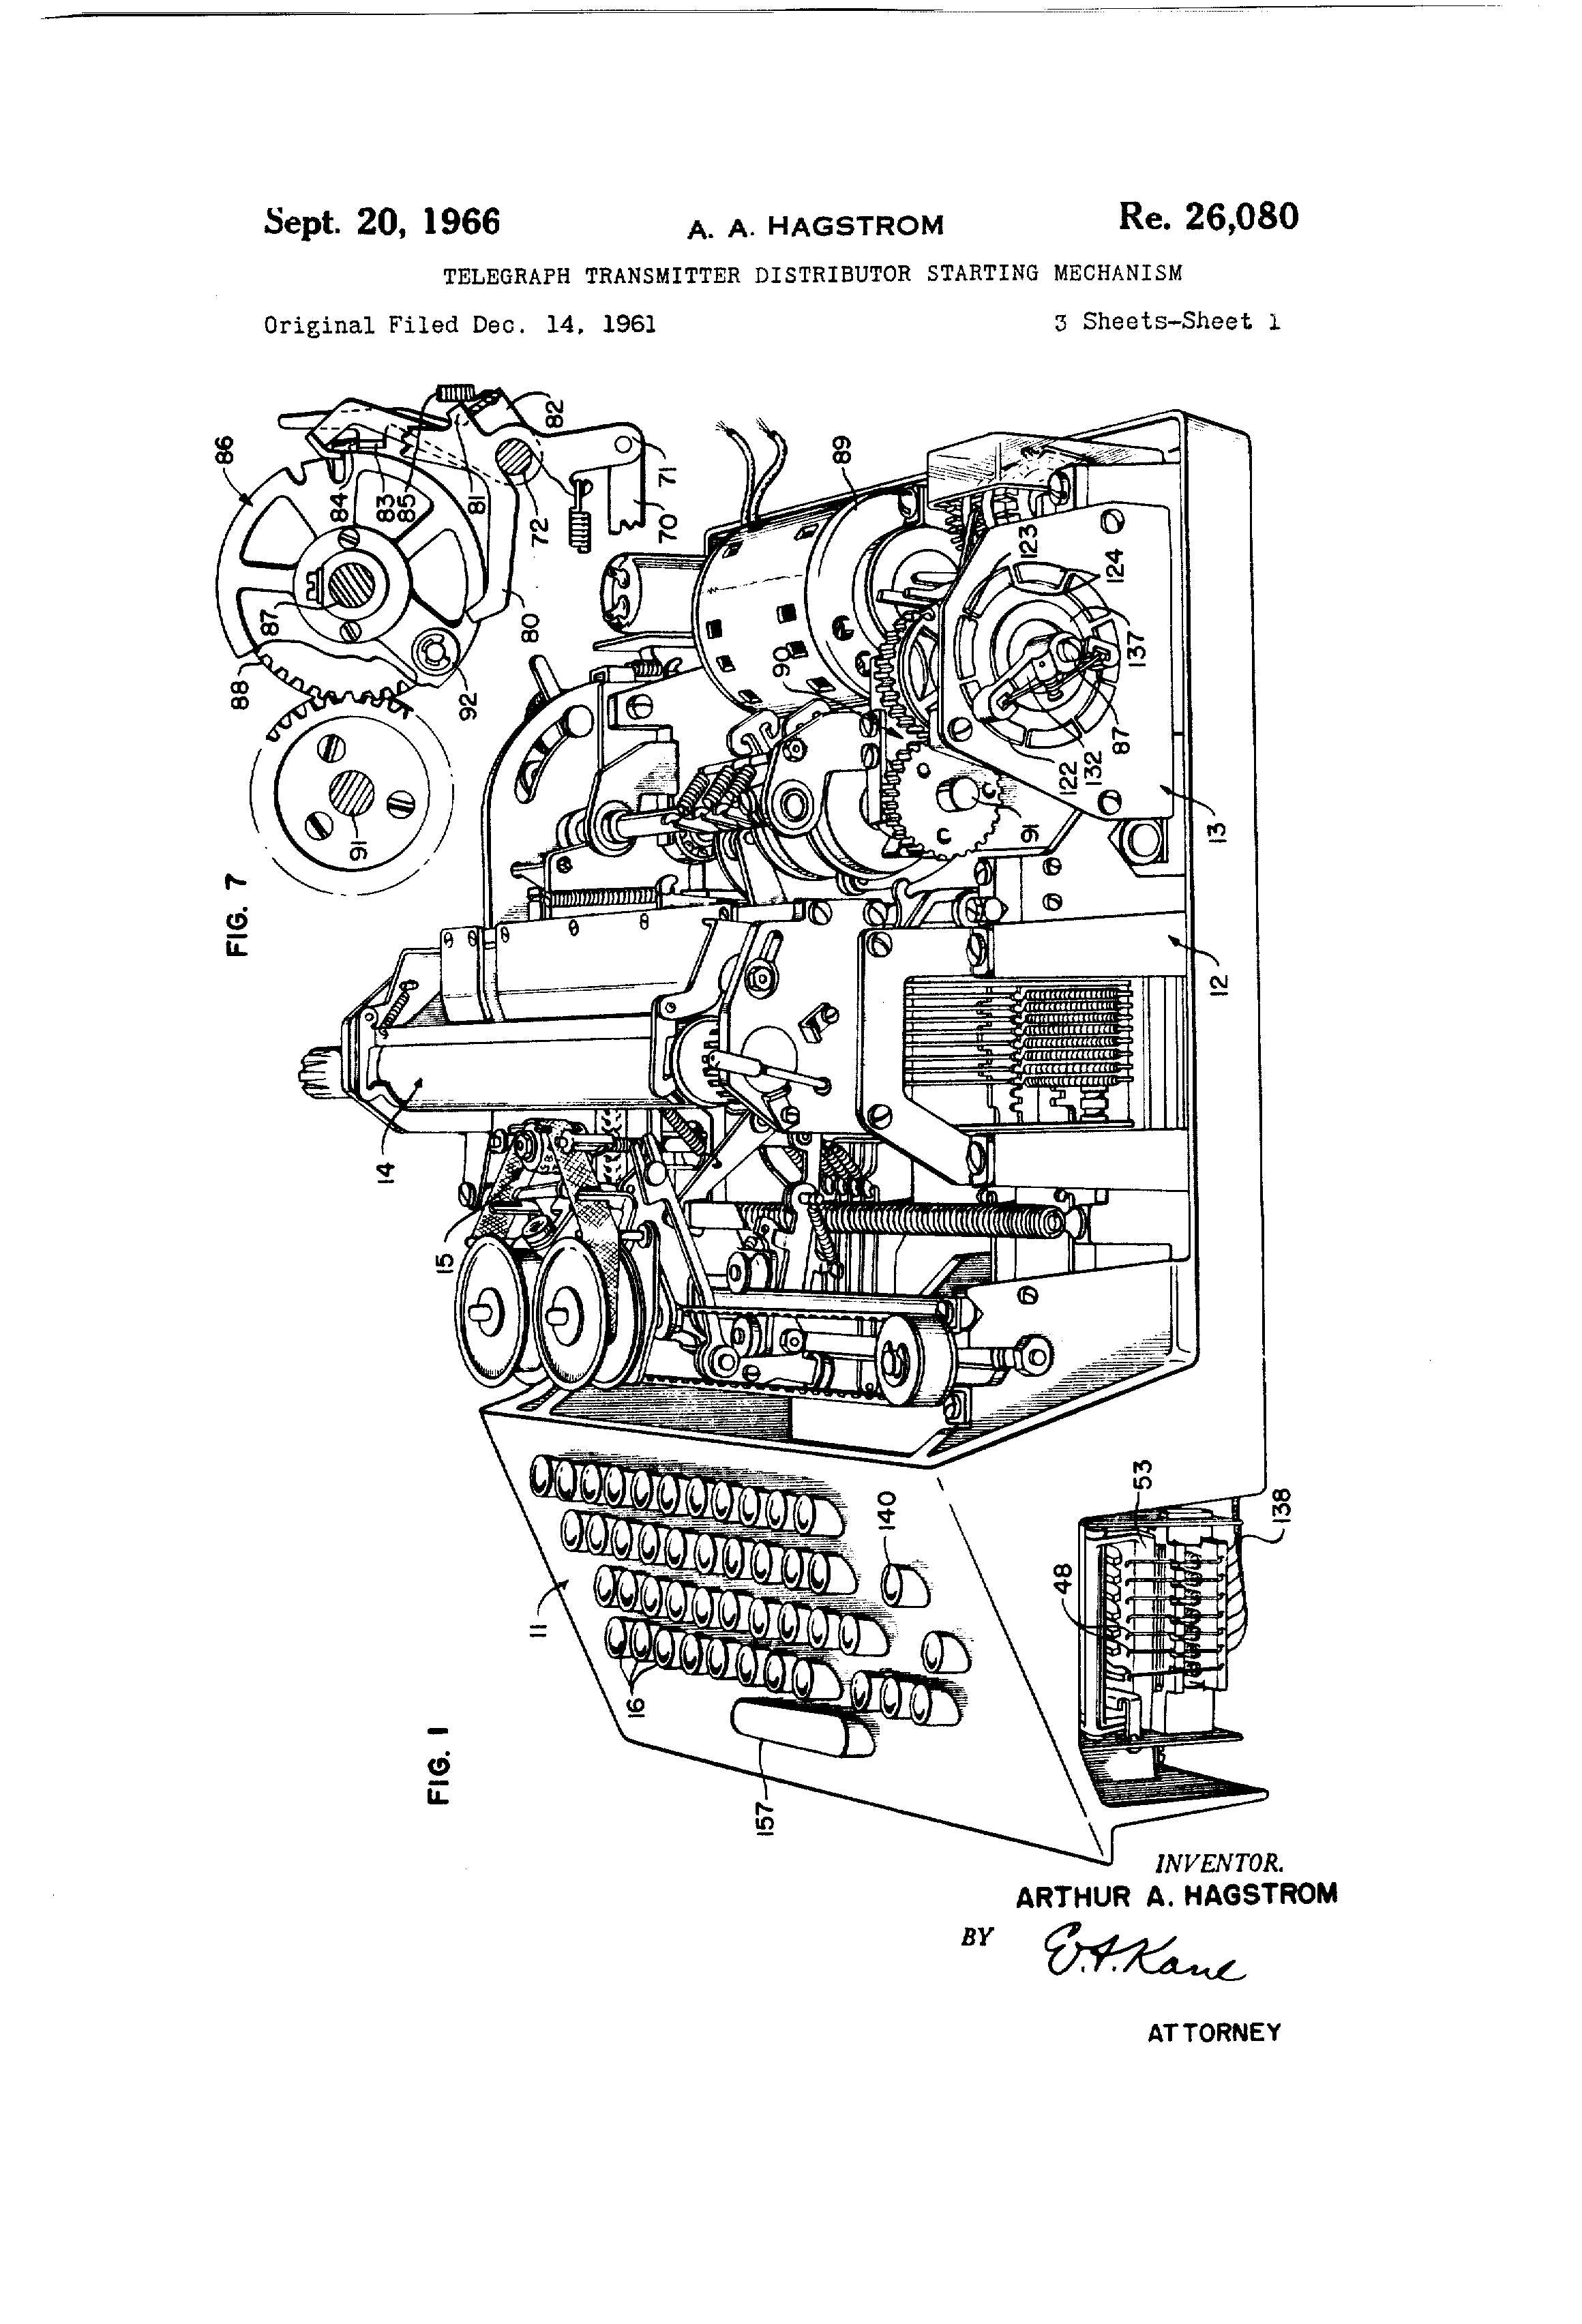 Sept. 20, 1966
A. A. HAGSTROM
Re. 26,080
TELEGRAPH TRANSMITTER DISTRIBUTOR STARTING MECHANISM
Original Filed Dec. 14, 1961
3 Sheets-Sheet 1
FIG. 7
86
84
83
85
81
82
72
70
71
87
88
80
92
91
FIG. 1
89
90
123
124
137
87
132
122
91
13
12
14
15
11
16
140
157
48
53
138
INVENTOR.
ARTHUR A. HAGSTROM
BY E.A. Kane
ATTORNEY